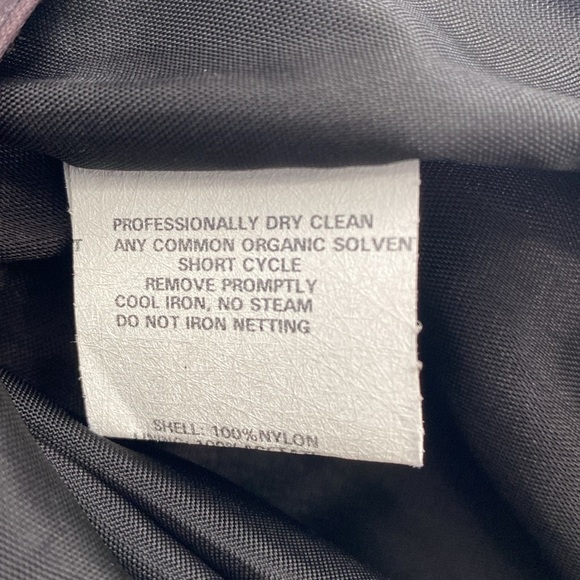 PROFESSIONALLY DRY CLEAN
T ANY COMMON ORGANIC SOLVEN
SHORT CYCLE
REMOVE PROMPTLY
COOL IRON, NO STEAM
DO NOT IRON NETTING
SHELL: 100%NYLON